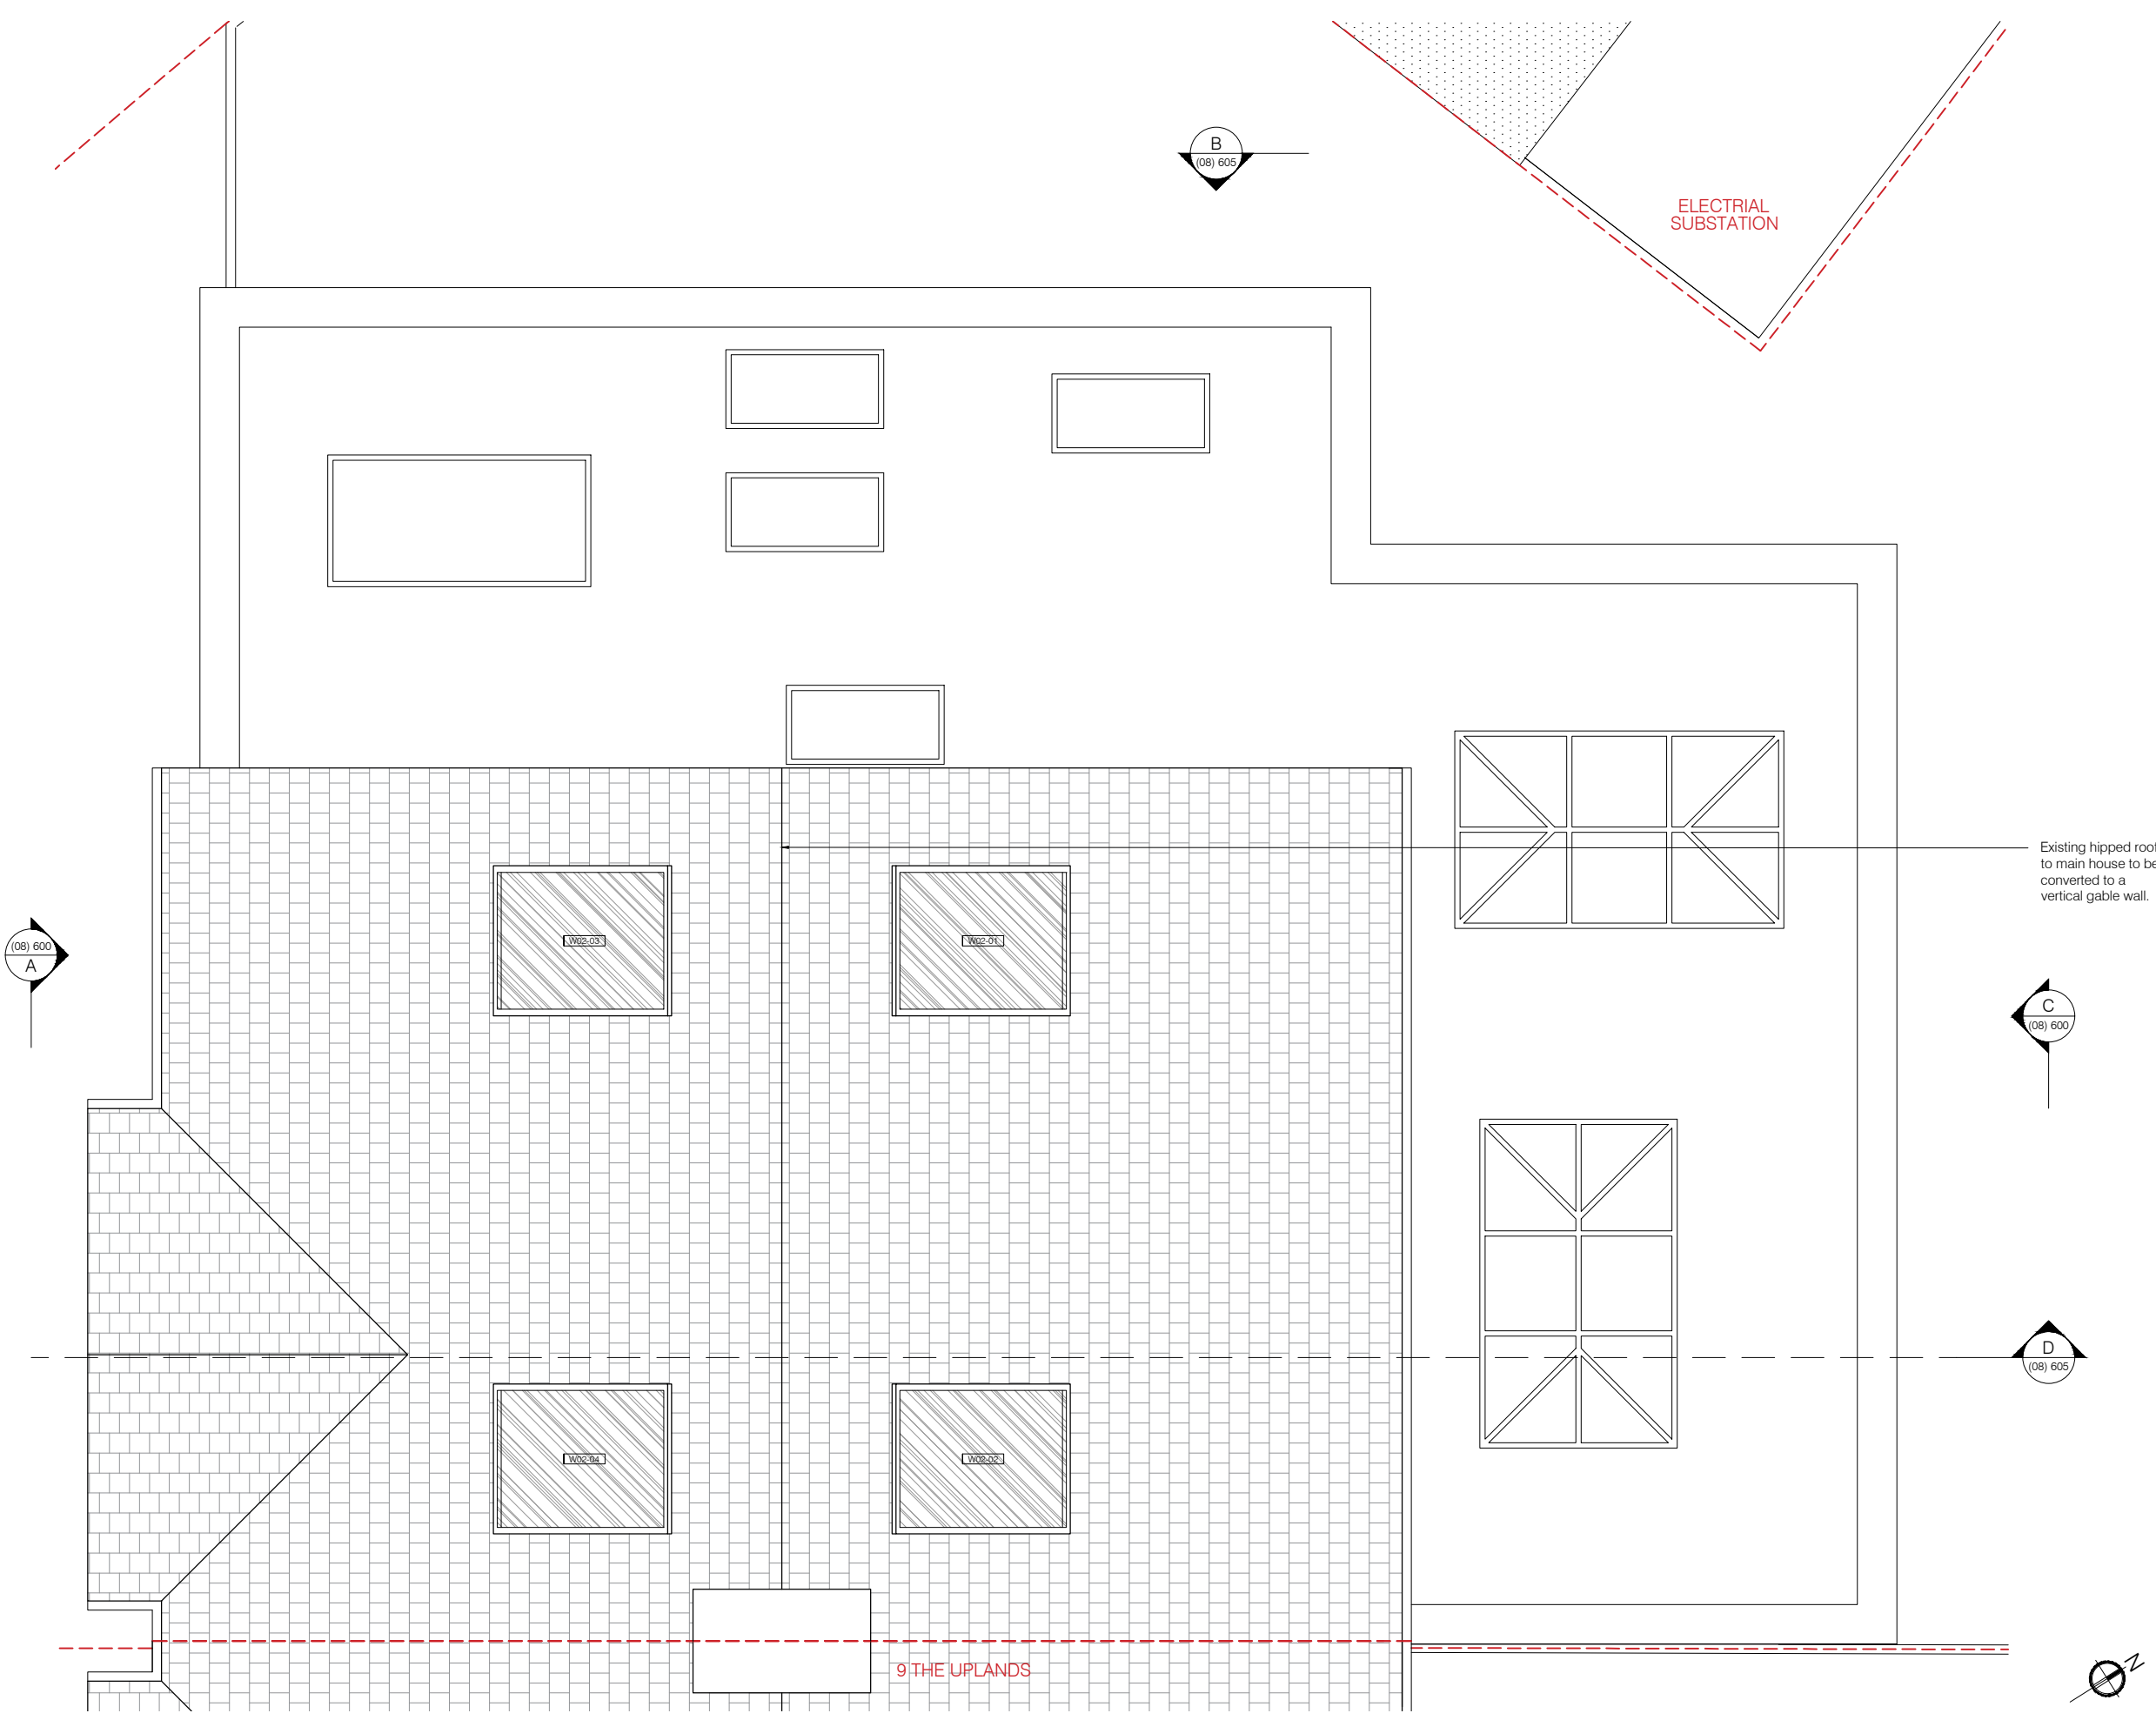 B
(08) 605
ELECTRIAL
SUBSTATION
Existing hipped roof
to main house to be
converted to a
vertical gable wall.
W02-03
W02-01
(08) 600
A
C
(08) 600
D
(08) 605
W02-04
W02-02
9 THE UPLANDS
N